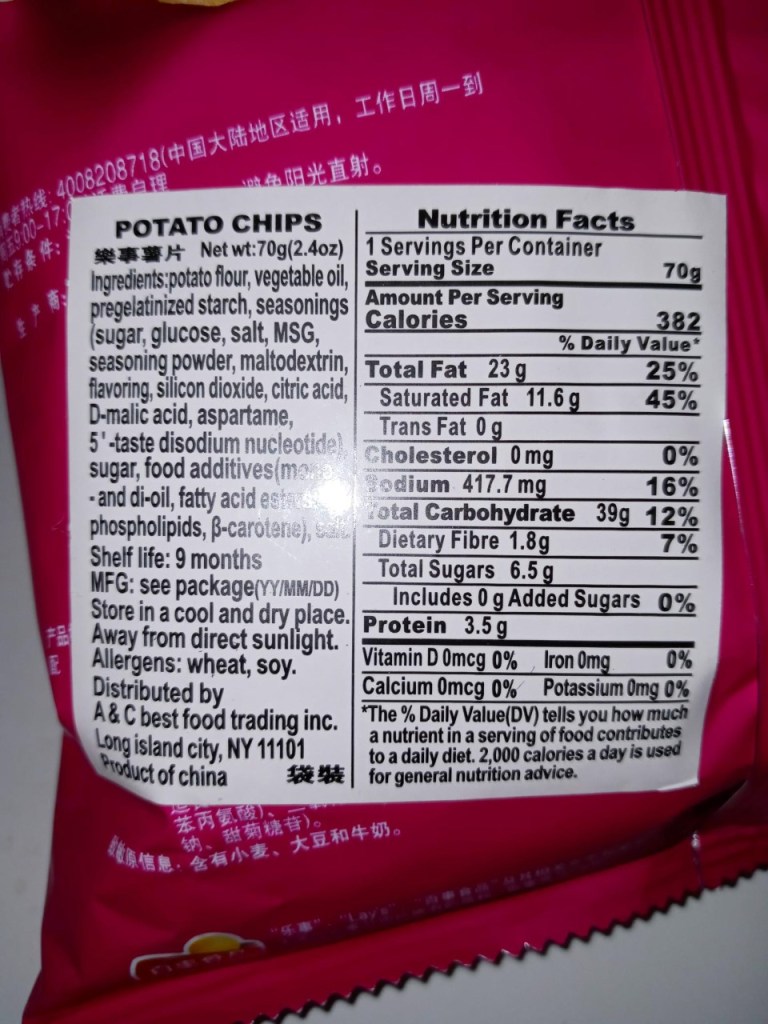 4008208718(中国大陆地区适用，工作日周一到
避免阳光直射。
POTATO CHIPS
樂事薯片 Net wt:70g(2.4oz)
Ingredients:potato flour, vegetable oil,
pregelatinized starch, seasonings
(sugar, glucose, salt, MSG,
seasoning powder, maltodextrin,
flavoring, silicon dioxide, citric acid,
D-malic acid, aspartame,
5'-taste disodium nucleotide),
sugar, food additives
- and di-oil, fatty acid
phospholipids, β-carotene),
Shelf life: 9 months
MFG: see package(YY/MM/DD)
Store in a cool and dry place.
Away from direct sunlight.
Allergens: wheat, soy.
Distributed by
A & C best food trading inc.
Long island city, NY 11101
Product of china 袋裝
Nutrition Facts
1 Servings Per Container
Serving Size 70g
Amount Per Serving
Calories 382
% Daily Value*
Total Fat 23 g 25%
Saturated Fat 11.6 g 45%
Trans Fat 0 g
Cholesterol 0 mg 0%
Sodium 417.7 mg 16%
Total Carbohydrate 39g 12%
Dietary Fibre 1.8g 7%
Total Sugars 6.5 g
Includes 0 g Added Sugars 0%
Protein 3.5 g
Vitamin D 0mcg 0% Iron 0mg 0%
Calcium 0mcg 0% Potassium 0mg 0%
*The % Daily Value(DV) tells you how much
a nutrient in a serving of food contributes
to a daily diet. 2,000 calories a day is used
for general nutrition advice.
苯丙氨酸)、
钠、甜菊糖苷)。
信息：含有小麦、大豆和牛奶。
"乐事" "Lay's"